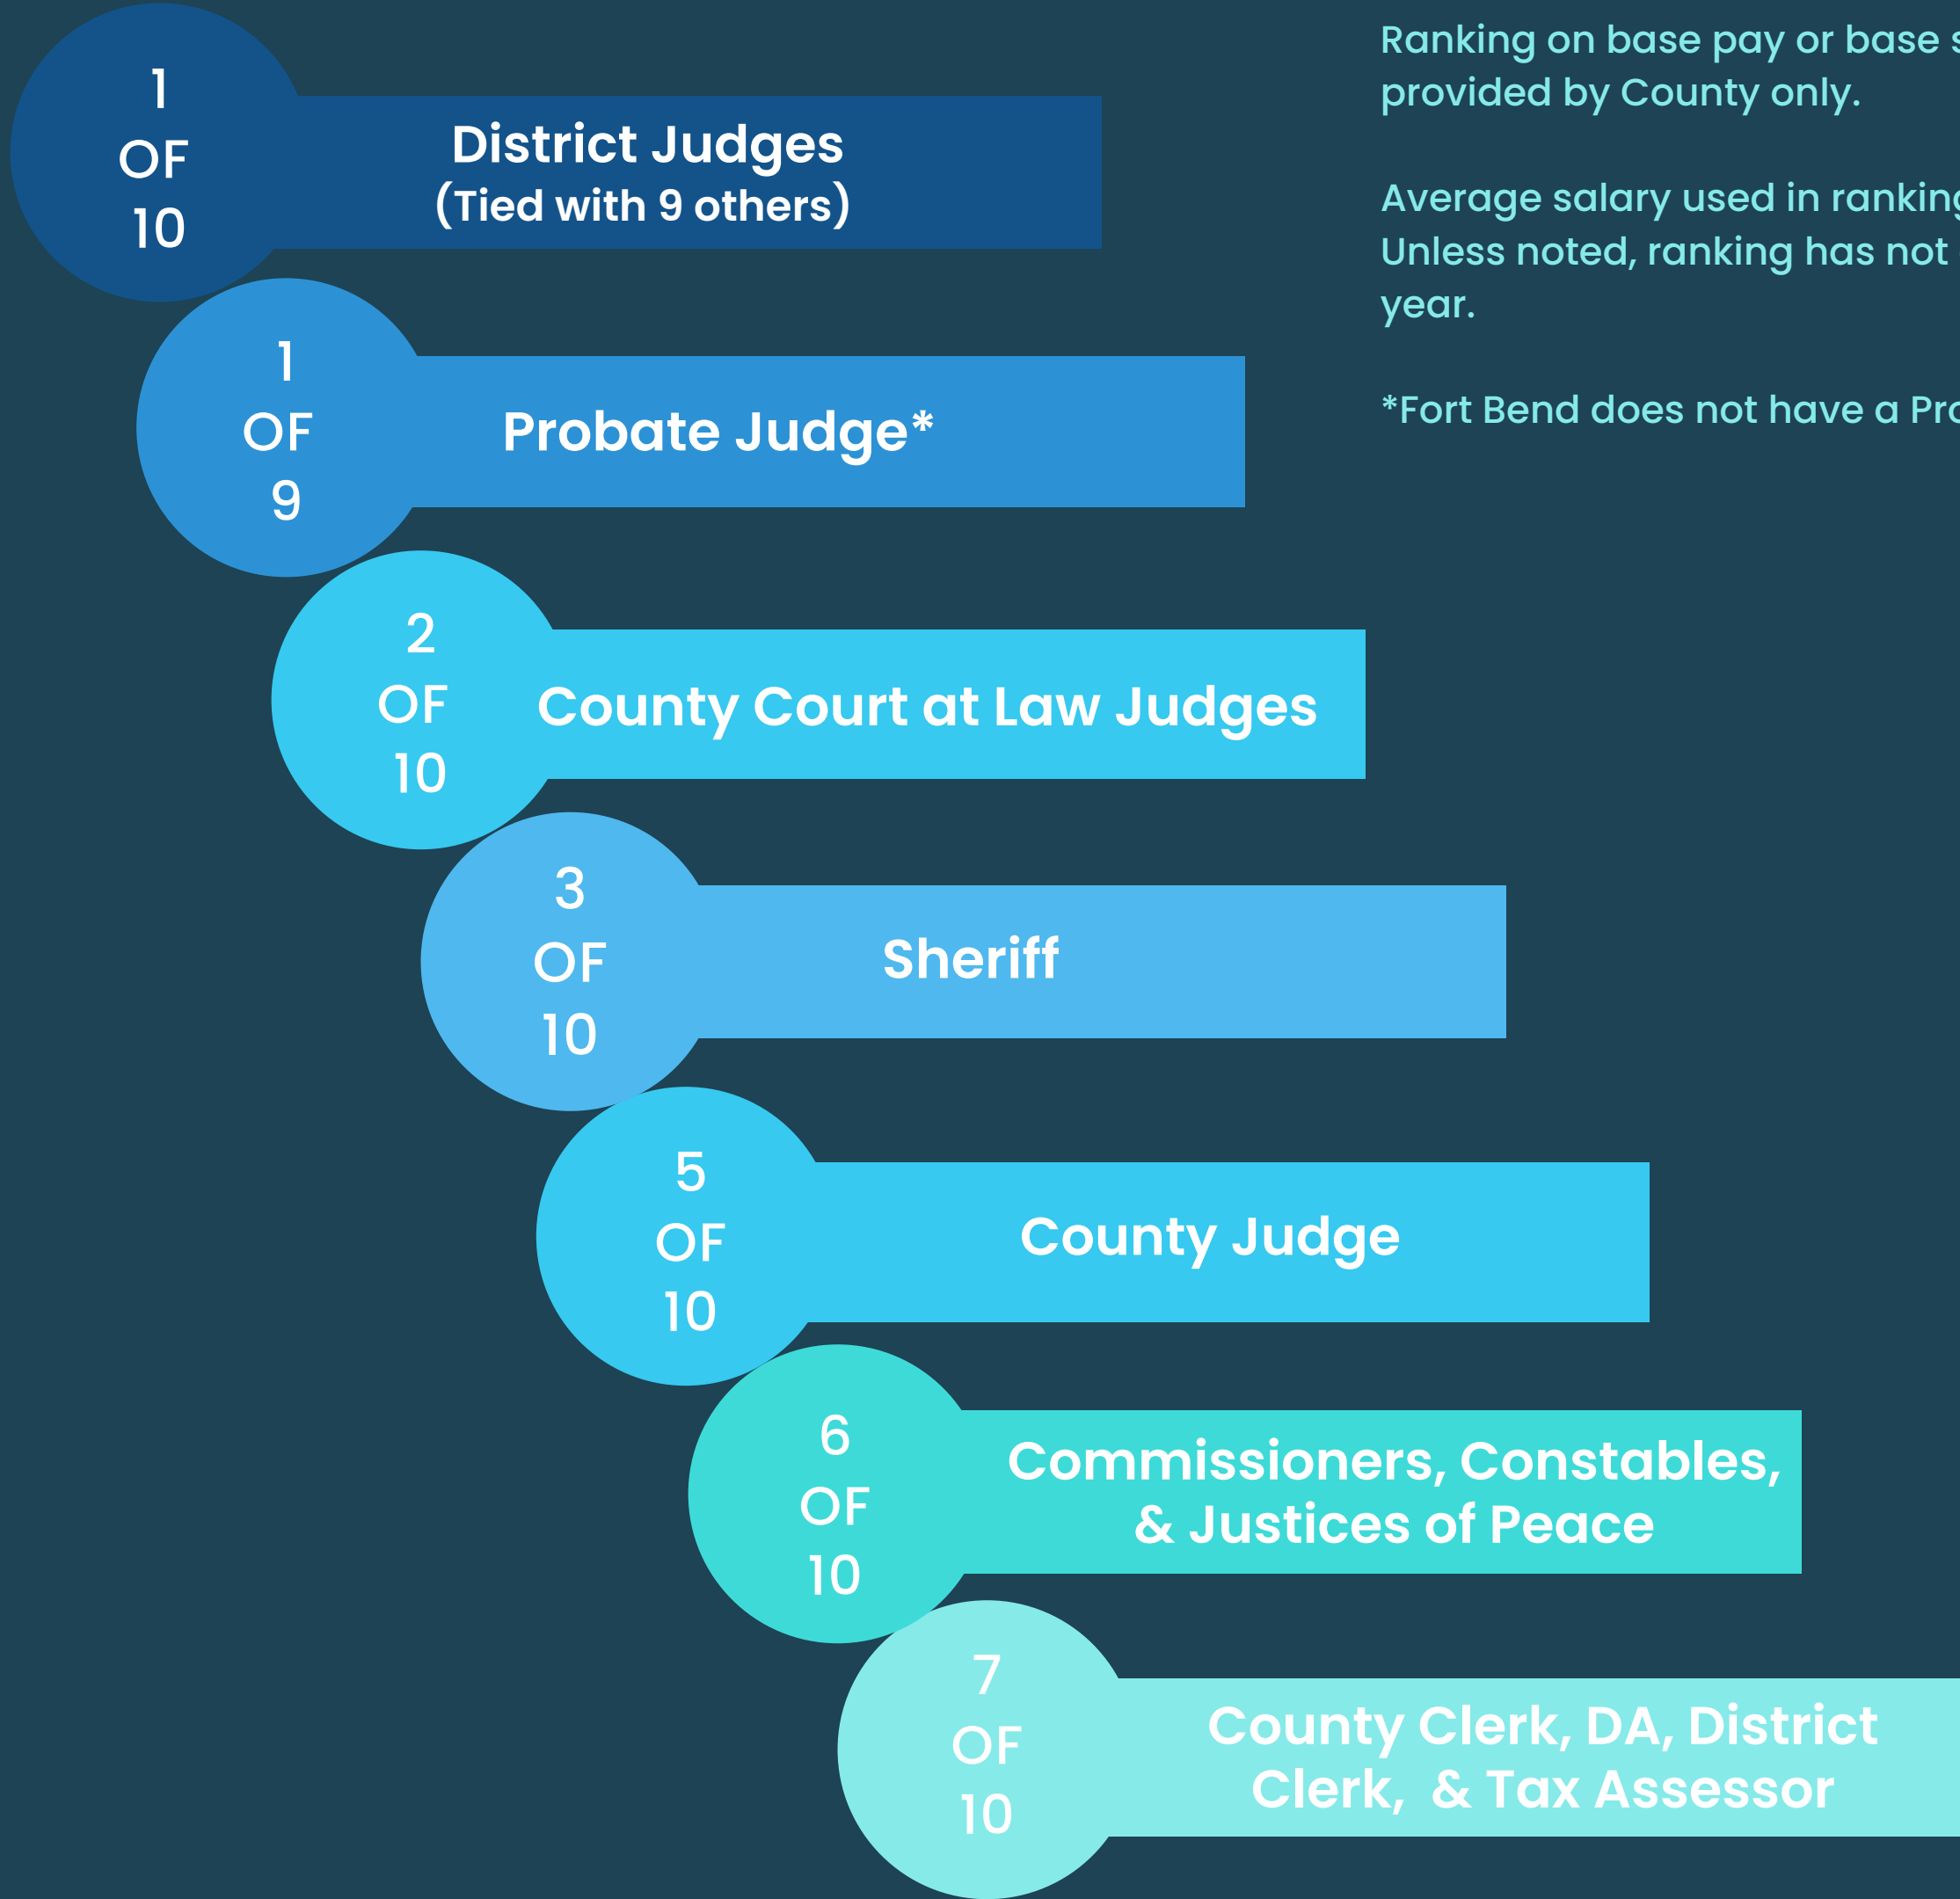 1
OF
10
District Judges
(Tied with 9 others)
Ranking on base pay or base
provided by County only.
Average salary used in ranking
Unless noted, ranking has not
year.
*Fort Bend does not have a
1
OF
9
Probate Judge*
2
OF
10
County Court at Law Judges
3
OF
10
Sheriff
5
OF
10
County Judge
6
OF
10
Commissioners, Constables,
& Justices of Peace
7
OF
10
County Clerk, DA, District
Clerk, & Tax Assessor